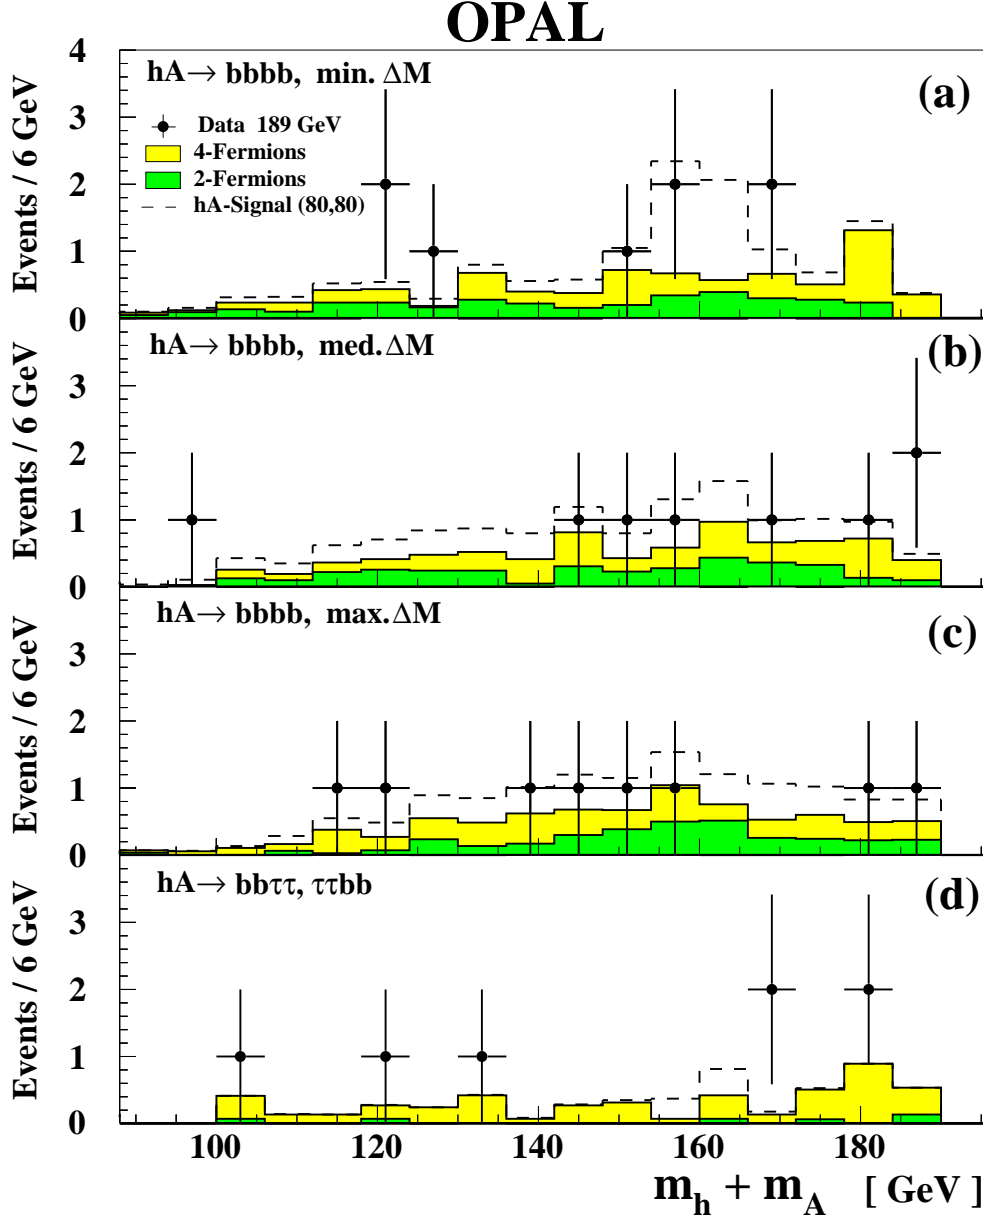 OPAL
hA→ bbbb, min. ΔM
(a)
Data 189 GeV
4-Fermions
2-Fermions
hA-Signal (80,80)
Events / 6 GeV
4
3
2
1
0
hA→ bbbb, med. ΔM
(b)
Events / 6 GeV
3
2
1
0
hA→ bbbb, max. ΔM
(c)
Events / 6 GeV
3
2
1
0
hA→ bbττ, ττbb
(d)
Events / 6 GeV
3
2
1
0
100 120 140 160 180
m_h + m_A [ GeV ]